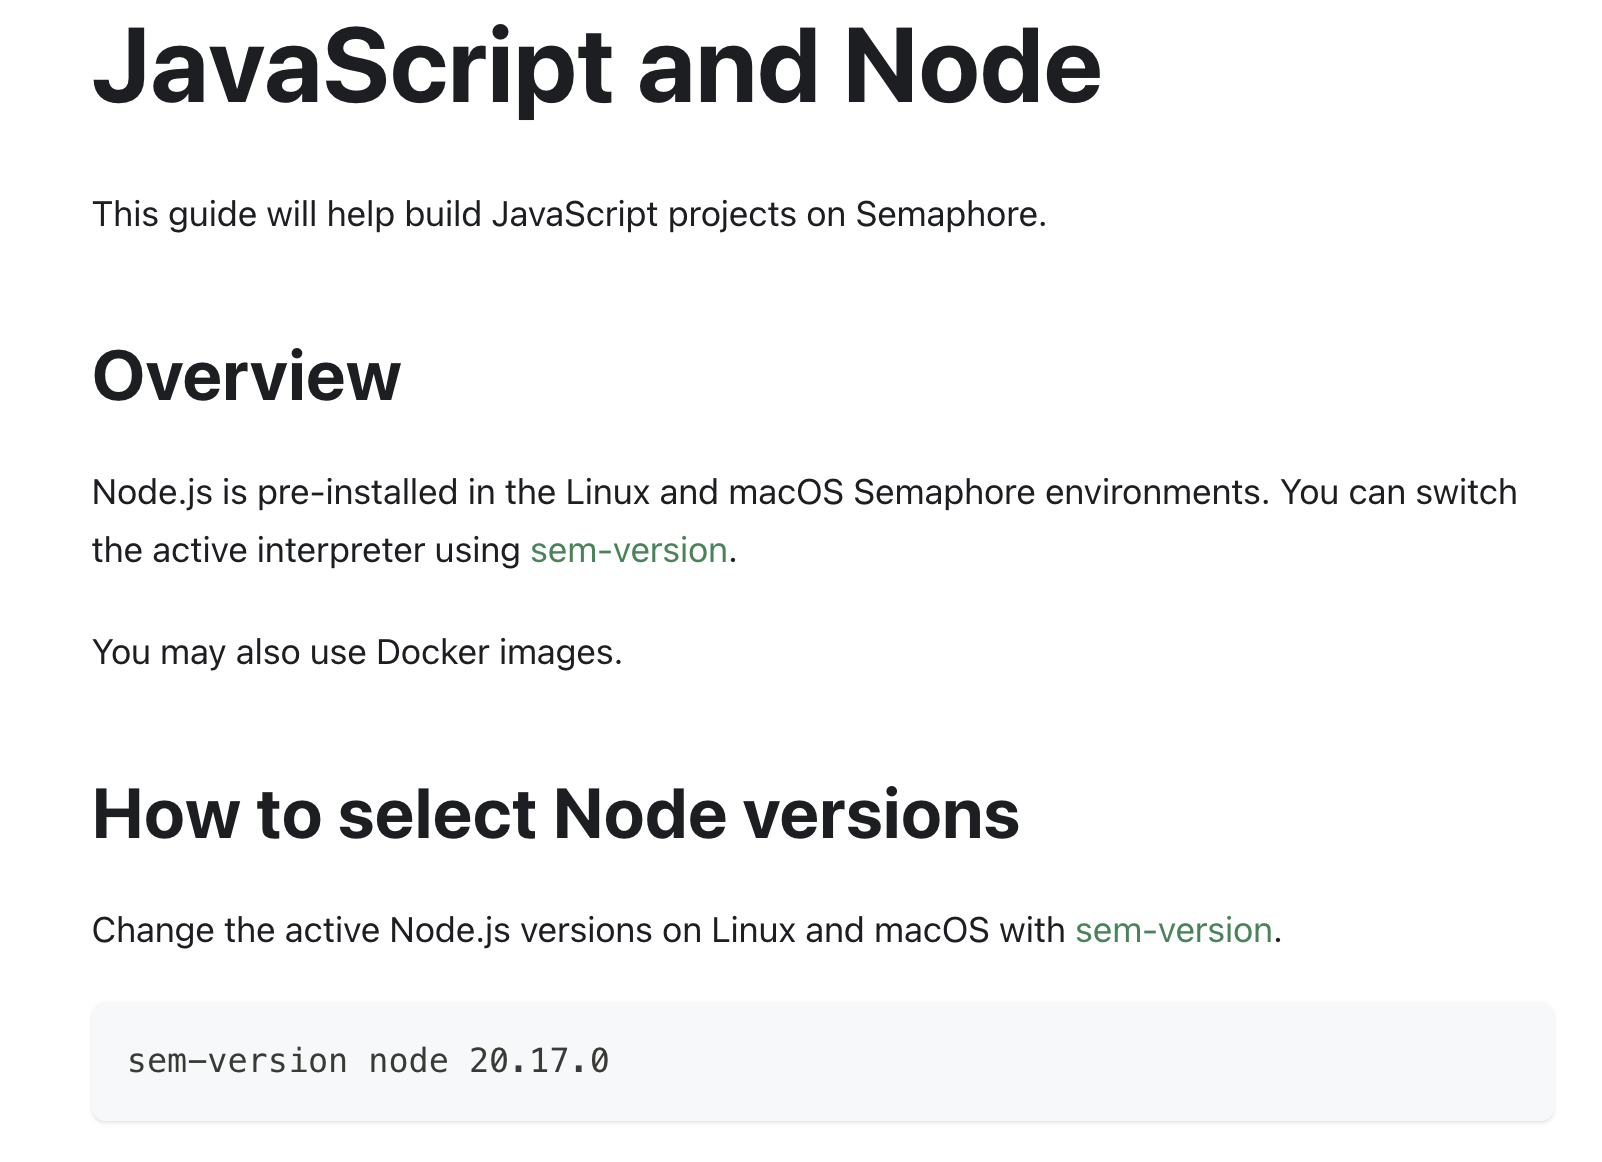 JavaScript and Node
This guide will help build JavaScript projects on Semaphore.
Overview
Node.js is pre-installed in the Linux and macOS Semaphore environments. You can switch
the active interpreter using sem-version.
You may also use Docker images.
How to select Node versions
Change the active Node.js versions on Linux and macOS with sem-version.
sem-version node 20.17.0